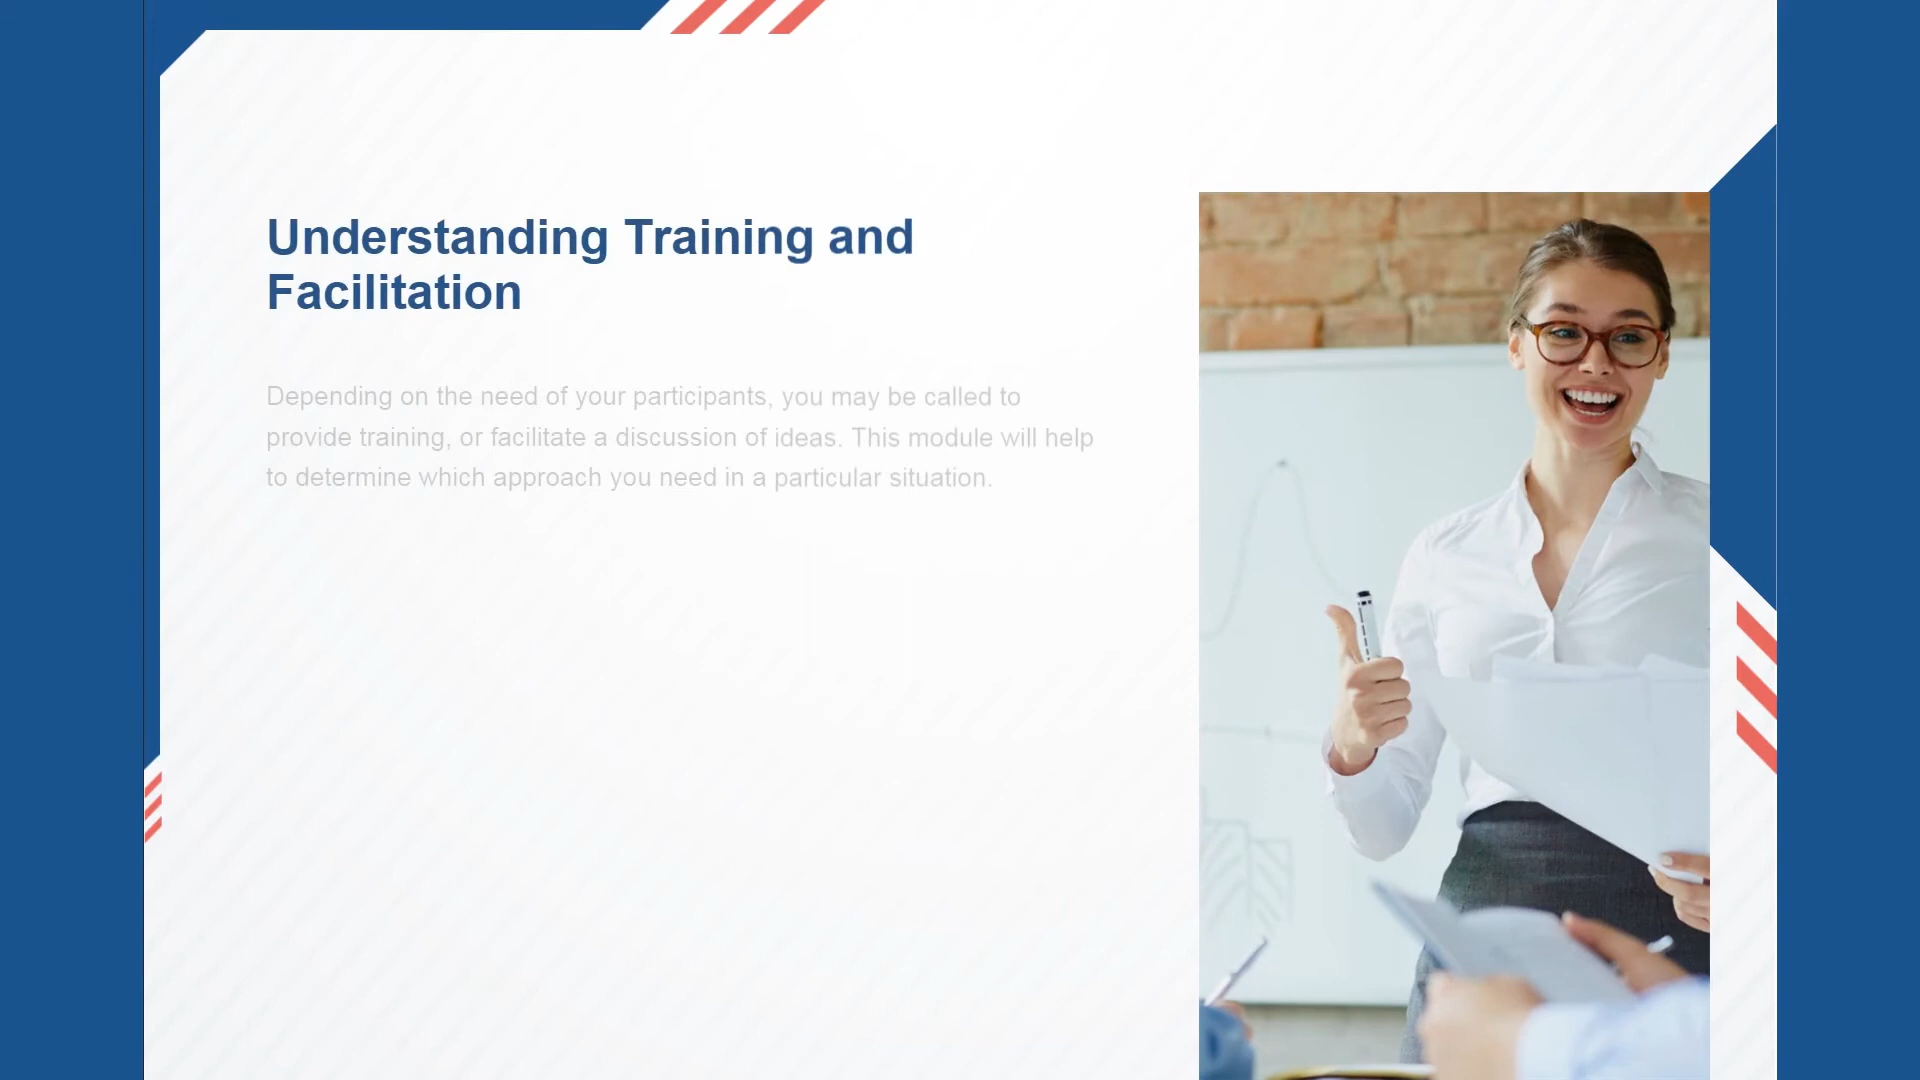 Understanding Training and
Facilitation
Depending on the need of your participants, you may be called to
provide training, or facilitate a discussion of ideas. This module will help
to determine which approach you need in a particular situation.